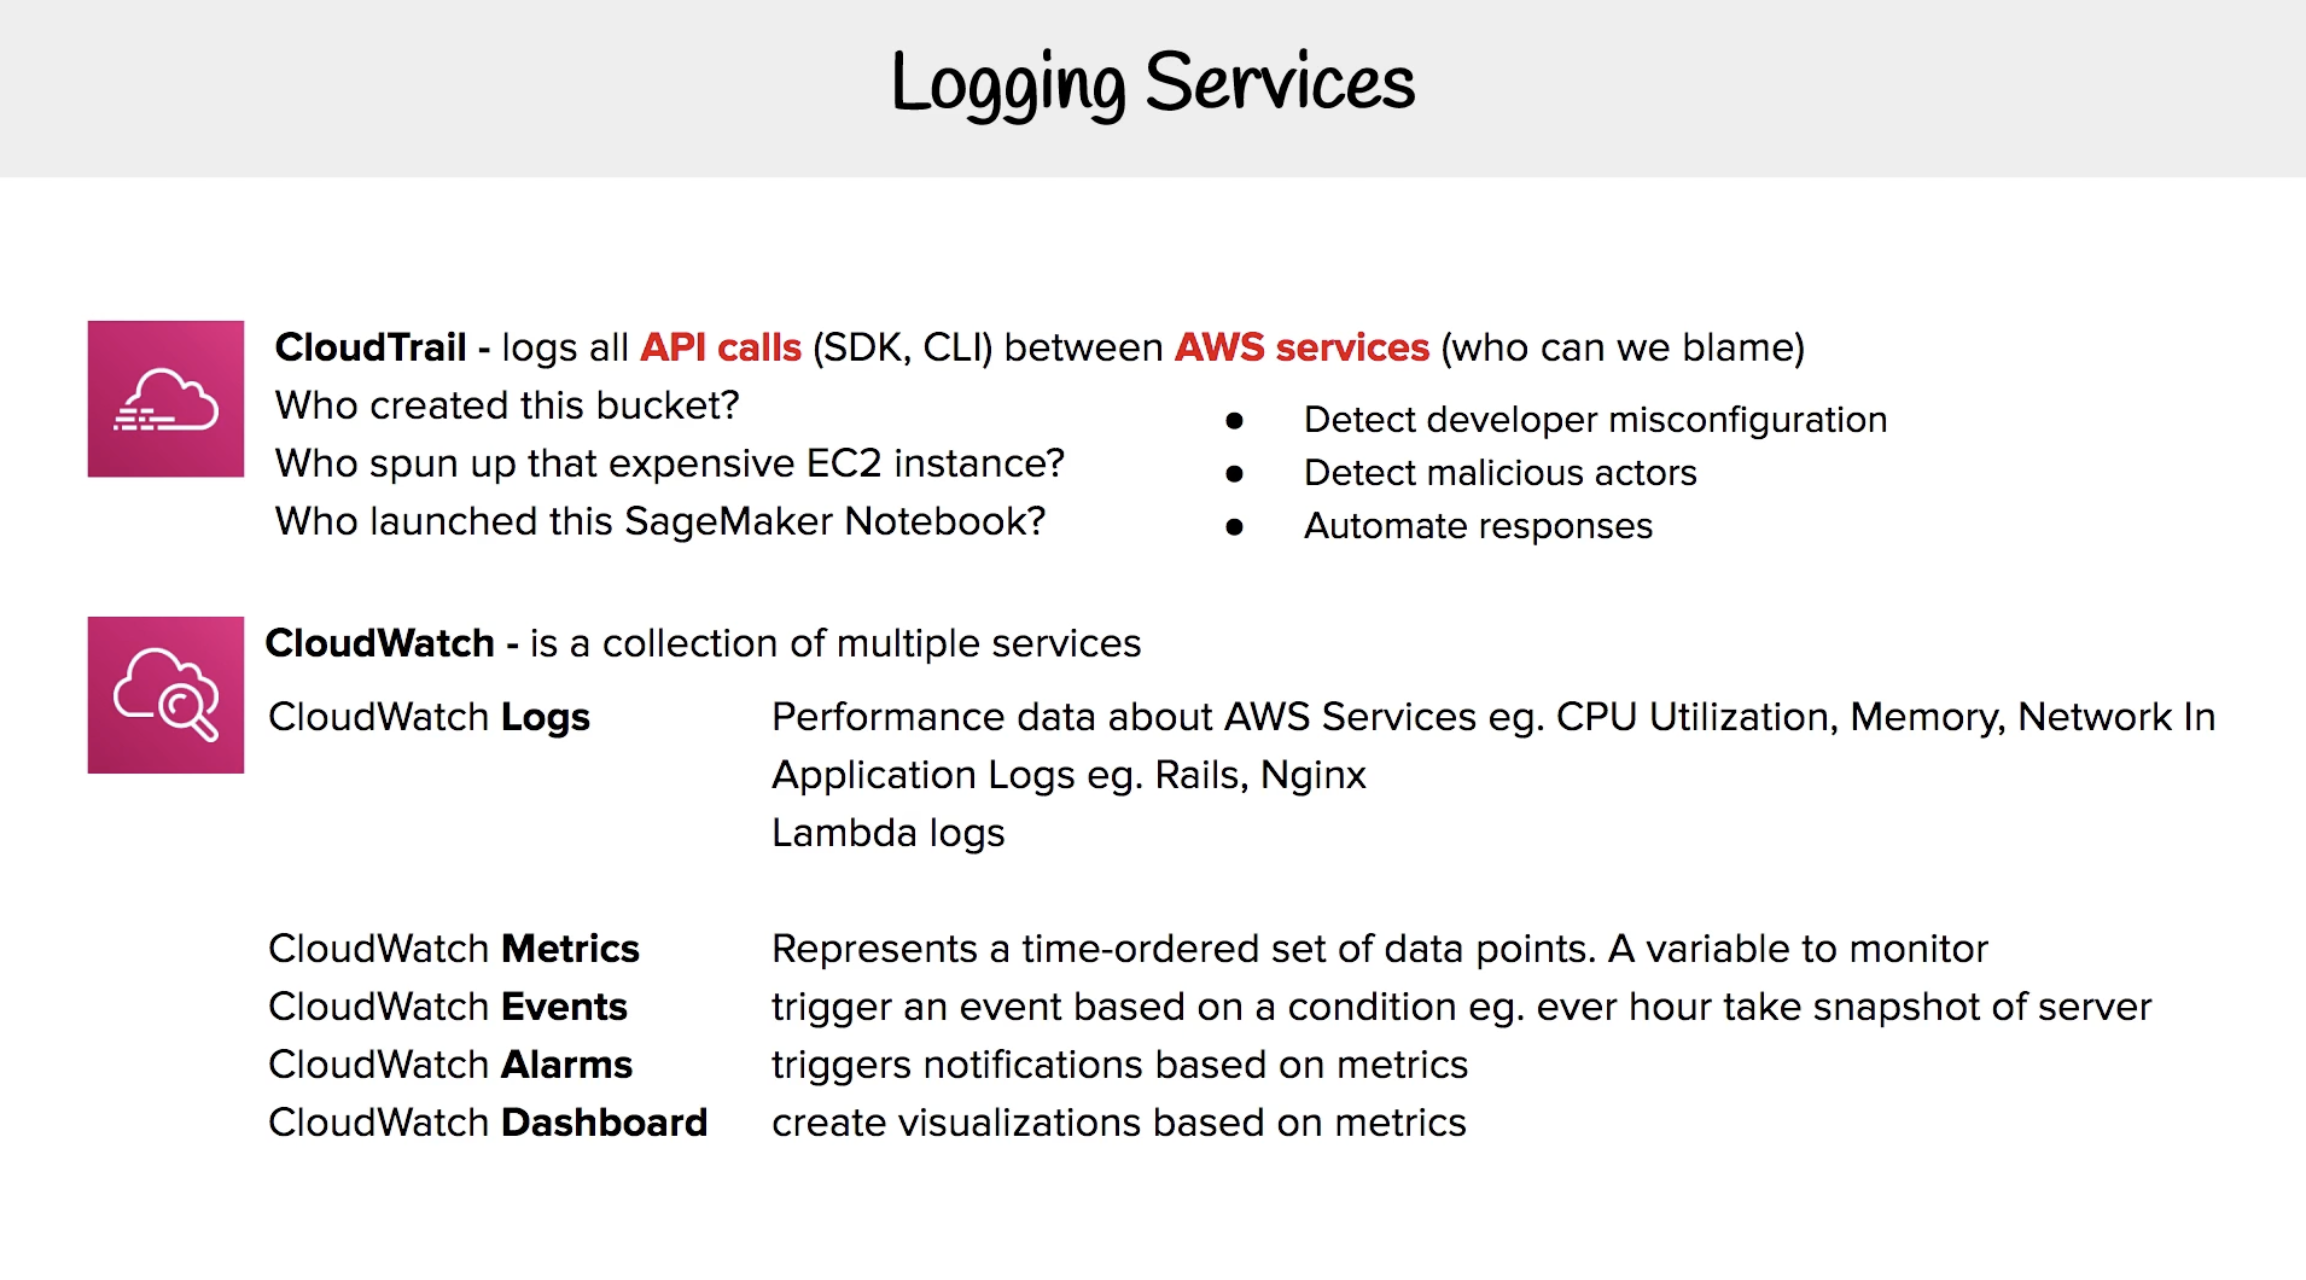 Logging Services
CloudTrail - logs all API calls (SDK, CLI) between AWS services (who can we blame)
Who created this bucket?
Who spun up that expensive EC2 instance?
Who launched this SageMaker Notebook?
● Detect developer misconfiguration
● Detect malicious actors
● Automate responses
CloudWatch - is a collection of multiple services
CloudWatch Logs Performance data about AWS Services eg. CPU Utilization, Memory, Network In
Application Logs eg. Rails, Nginx
Lambda logs
CloudWatch Metrics Represents a time-ordered set of data points. A variable to monitor
CloudWatch Events trigger an event based on a condition eg. ever hour take snapshot of server
CloudWatch Alarms triggers notifications based on metrics
CloudWatch Dashboard create visualizations based on metrics